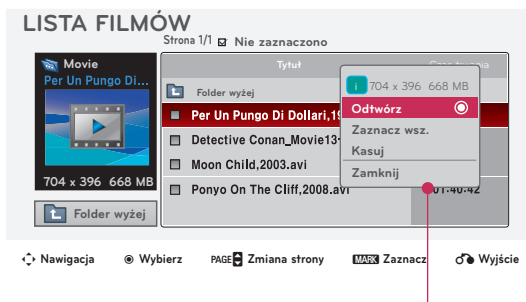 LISTA FILMÓW
Strona 1/1 Nie zaznaczono
Movie
Per Un Pungo Di...
704 x 396 668 MB
Folder wyżej
Tytuł
Folder wyżej
Per Un Pungo Di Dollari,19
Detective Conan_Movie13-
Moon Child,2003.avi
Ponyo On The Cliff,2008.avi
01:40:42
704 x 396 668 MB
Odtwórz
Zaznacz wsz.
Kasuj
Zamknij
Nawigacja
Wybierz
PAGE Zmiana strony
MARK Zaznacz
Wyjście